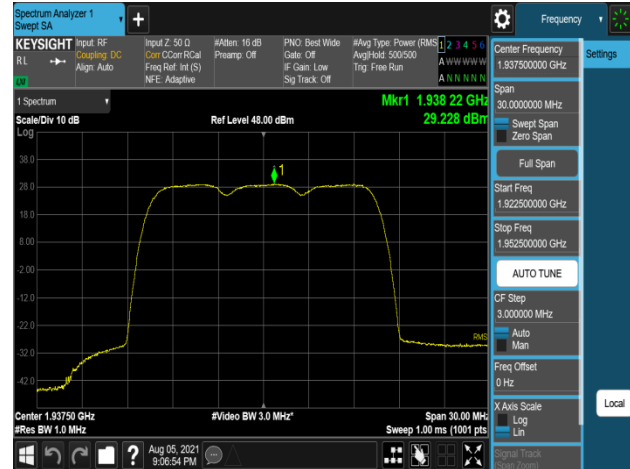 Spectrum Analyzer 1
Swept SA
+
Frequency
KEYSIGHT
RL
LXI
Input: RF
Coupling: DC
Align: Auto
Input Z: 50 Ω
Corr CCorr RCal
Freq Ref: Int (S)
NFE: Adaptive
#Atten: 16 dB
Preamp: Off
PNO: Best Wide
Gate: Off
IF Gain: Low
Sig Track: Off
#Avg Type: Power (RMS
Avg|Hold: 500/500
Trig: Free Run
1 2 3 4 5 6
A WW WW W
A N N N N N
1 Spectrum
Scale/Div 10 dB
Log
Ref Level 48.00 dBm
Mkr1 1.938 22 GHz
29.228 dBm
1
38.0
28.0
18.0
8.00
-2.00
-12.0
-22.0
-32.0
-42.0
RMS
Center 1.93750 GHz
#Res BW 1.0 MHz
#Video BW 3.0 MHz*
Span 30.00 MHz
Sweep 1.00 ms (1001 pts
?
Aug 05, 2021
9:06:54 PM
Center Frequency
1.937500000 GHz
Span
30.0000000 MHz
Swept Span
Zero Span
Full Span
Start Freq
1.922500000 GHz
Stop Freq
1.952500000 GHz
AUTO TUNE
CF Step
3.000000 MHz
Auto
Man
Freq Offset
0 Hz
X Axis Scale
Log
Lin
Signal Track
(Span Zoom)
Settings
Local